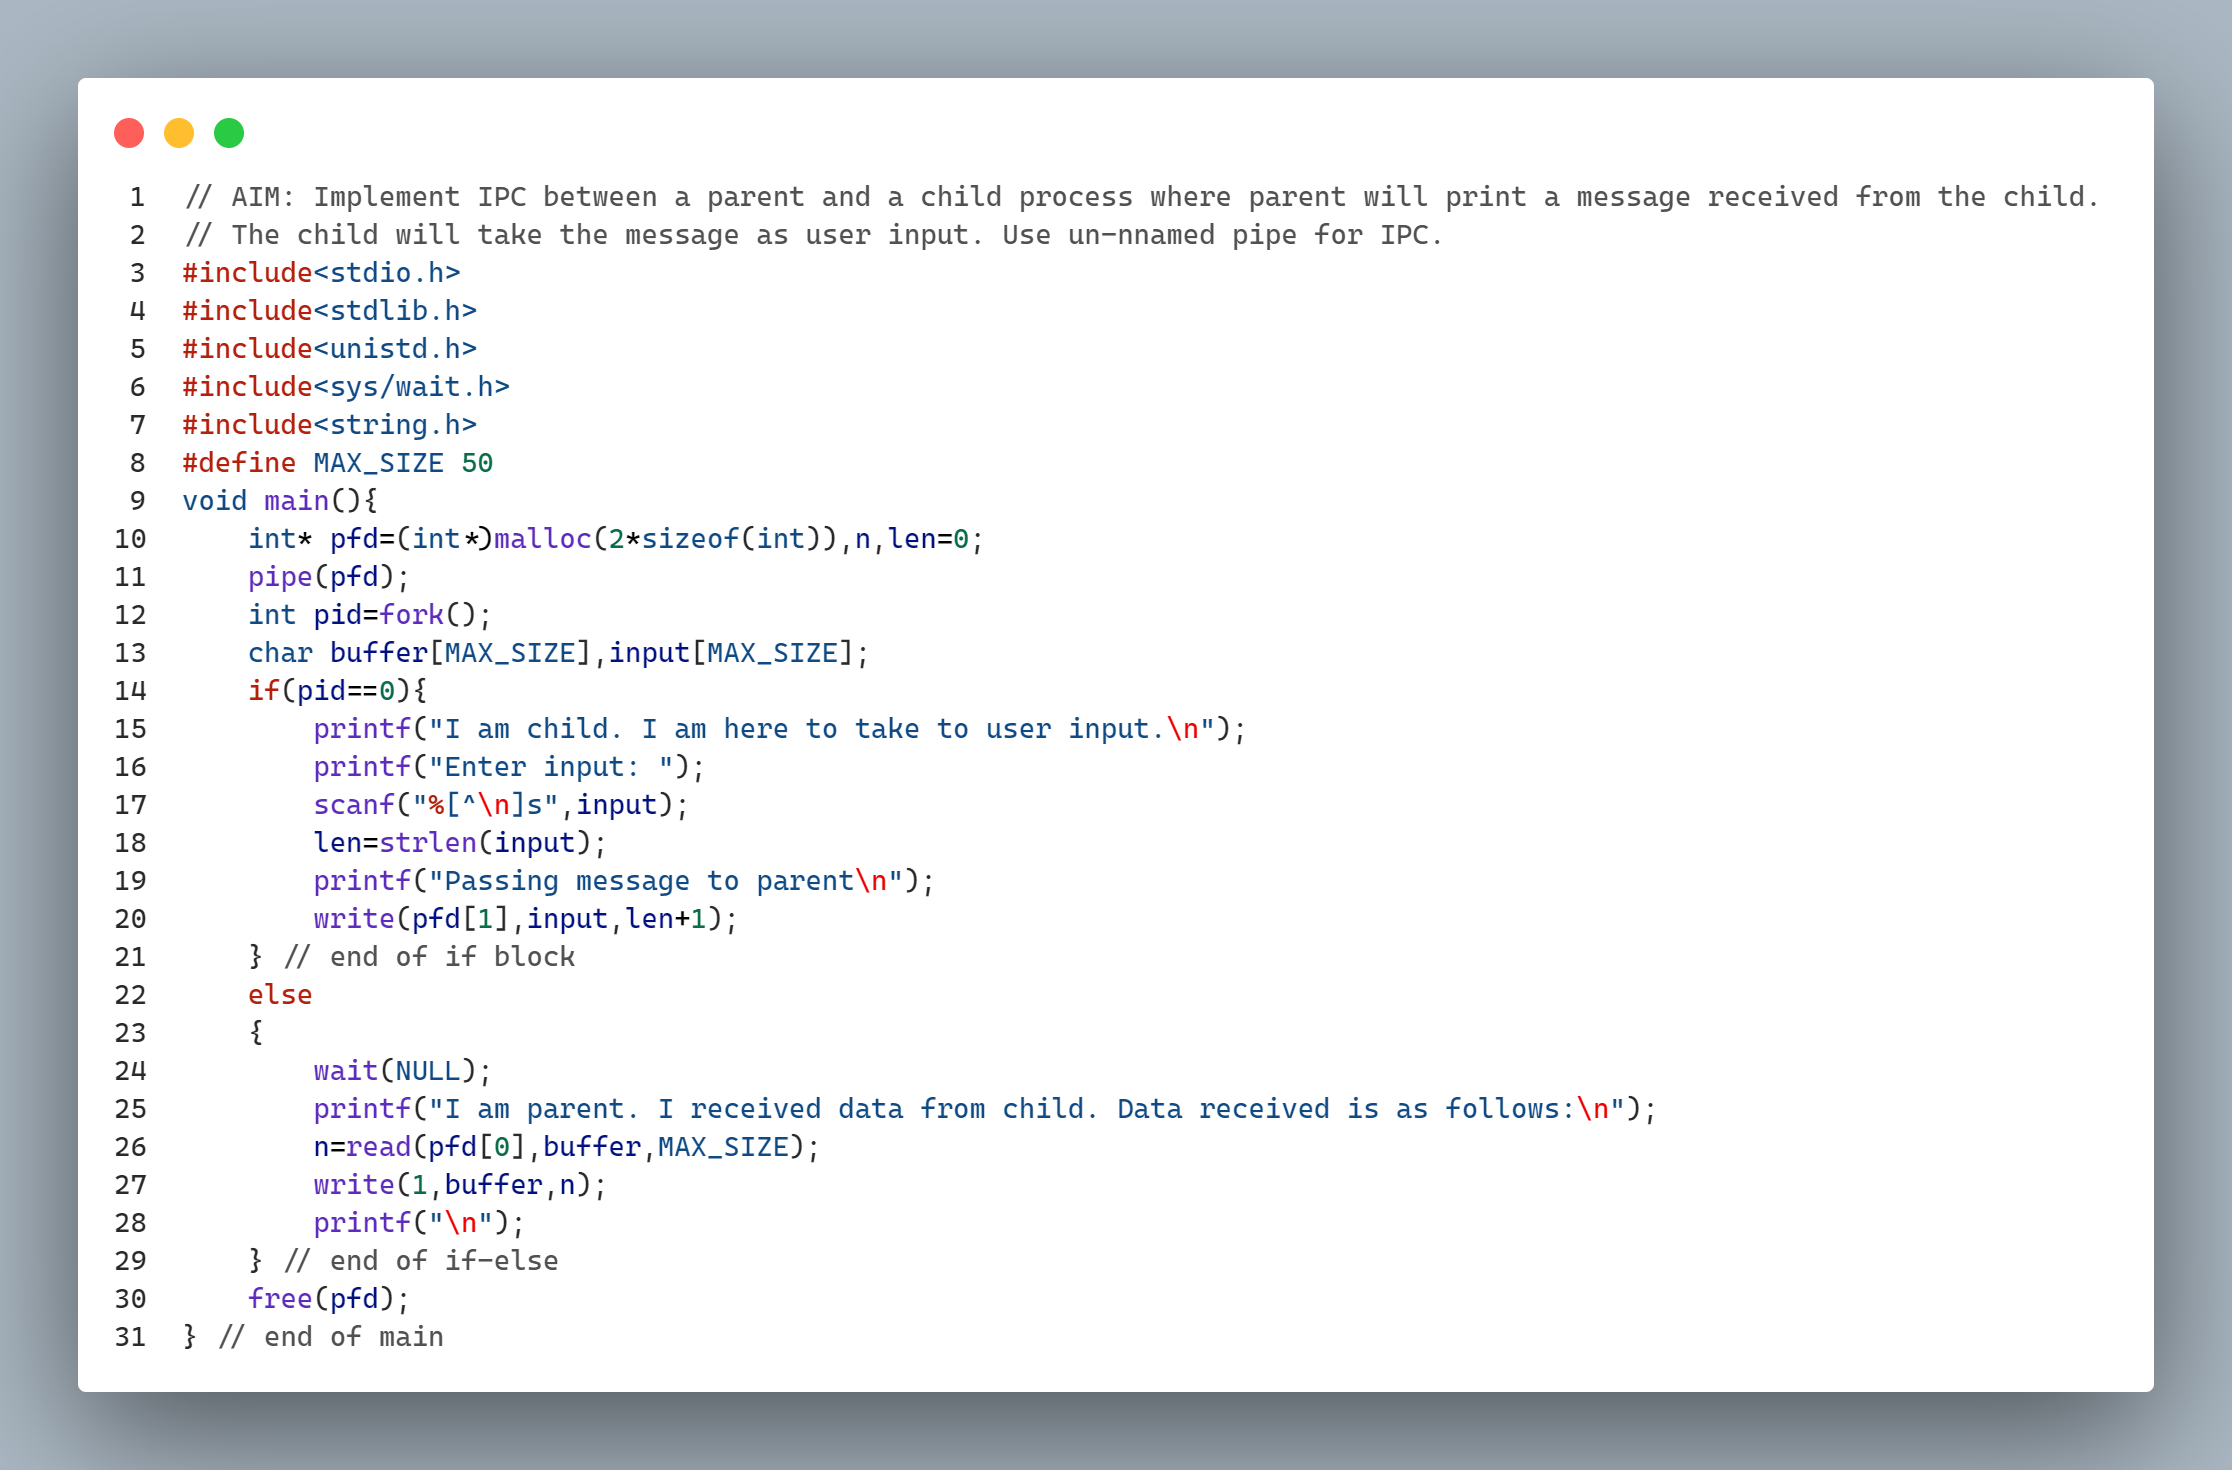 1 // AIM: Implement IPC between a parent and a child process where parent will print a message received from the child.
2 // The child will take the message as user input. Use un-nnamed pipe for IPC.
3 #include<stdio.h>
4 #include<stdlib.h>
5 #include<unistd.h>
6 #include<sys/wait.h>
7 #include<string.h>
8 #define MAX_SIZE 50
9 void main(){
10     int* pfd=(int*)malloc(2*sizeof(int)),n,len=0;
11     pipe(pfd);
12     int pid=fork();
13     char buffer[MAX_SIZE],input[MAX_SIZE];
14     if(pid==0){
15         printf("I am child. I am here to take to user input.\n");
16         printf("Enter input: ");
17         scanf("%[^\n]s",input);
18         len=strlen(input);
19         printf("Passing message to parent\n");
20         write(pfd[1],input,len+1);
21     } // end of if block
22     else
23     {
24         wait(NULL);
25         printf("I am parent. I received data from child. Data received is as follows:\n");
26         n=read(pfd[0],buffer,MAX_SIZE);
27         write(1,buffer,n);
28         printf("\n");
29     } // end of if-else
30     free(pfd);
31 } // end of main